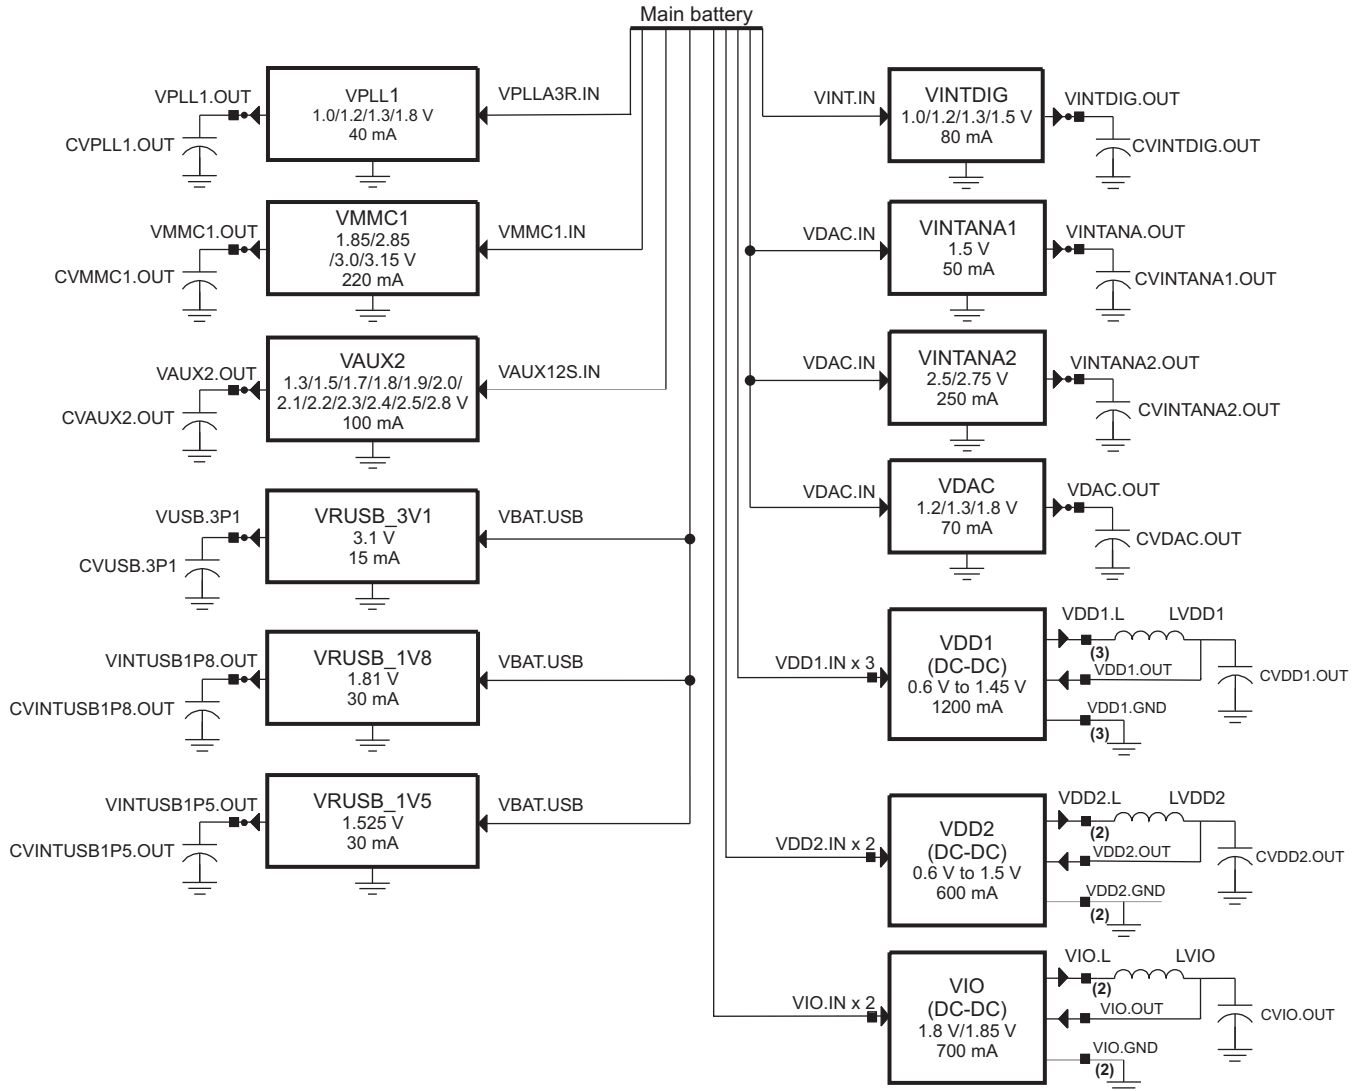 Main battery
VPLL1.OUT
VPLL1
1.0/1.2/1.3/1.8 V
40 mA
VPLLA3R.IN
CVPLL1.OUT
VMMC1.OUT
VMMC1
1.85/2.85
/3.0/3.15 V
220 mA
VMMC1.IN
CVMMC1.OUT
VAUX2.OUT
VAUX2
1.3/1.5/1.7/1.8/1.9/2.0/
2.1/2.2/2.3/2.4/2.5/2.8 V
100 mA
VAUX12S.IN
CVAUX2.OUT
VUSB.3P1
VRUSB_3V1
3.1 V
15 mA
VBAT.USB
CVUSB.3P1
VINTUSB1P8.OUT
VRUSB_1V8
1.81 V
30 mA
VBAT.USB
CVINTUSB1P8.OUT
VINTUSB1P5.OUT
VRUSB_1V5
1.525 V
30 mA
VBAT.USB
CVINTUSB1P5.OUT
VINT.IN
VINTDIG
1.0/1.2/1.3/1.5 V
80 mA
VINTDIG.OUT
CVINTDIG.OUT
VDAC.IN
VINTANA1
1.5 V
50 mA
VINTANA.OUT
CVINTANA1.OUT
VDAC.IN
VINTANA2
2.5/2.75 V
250 mA
VINTANA2.OUT
CVINTANA2.OUT
VDAC.IN
VDAC
1.2/1.3/1.8 V
70 mA
VDAC.OUT
CVDAC.OUT
VDD1.IN x 3
VDD1
(DC-DC)
0.6 V to 1.45 V
1200 mA
VDD1.L
LVDD1
(3)
VDD1.OUT
CVDD1.OUT
VDD1.GND
(3)
VDD2.IN x 2
VDD2
(DC-DC)
0.6 V to 1.5 V
600 mA
VDD2.L
LVDD2
(2)
VDD2.OUT
CVDD2.OUT
VDD2.GND
(2)
VIO.IN x 2
VIO
(DC-DC)
1.8 V/1.85 V
700 mA
VIO.L
LVIO
(2)
VIO.OUT
CVIO.OUT
VIO.GND
(2)